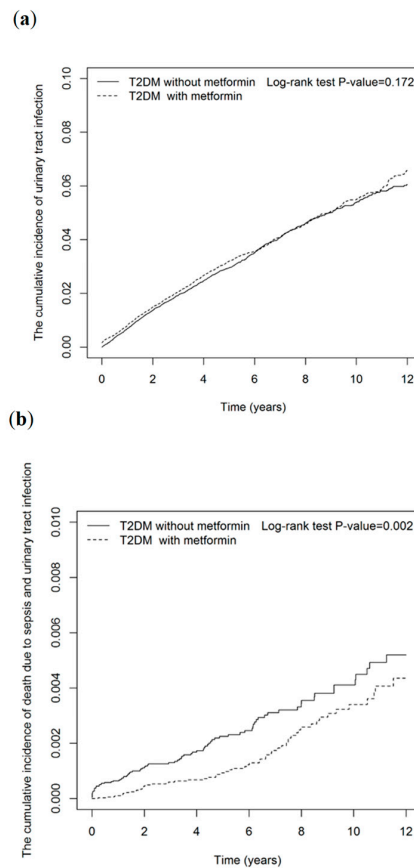 (a)
The cumulative incidence of urinary tract infection
0.10
0.08
0.06
0.04
0.02
0.00
T2DM without metformin Log-rank test P-value=0.172
T2DM with metformin
0 2 4 6 8 10 12
Time (years)
(b)
The cumulative incidence of death due to sepsis and urinary tract infection
0.010
0.008
0.006
0.004
0.002
0.000
T2DM without metformin Log-rank test P-value=0.002
T2DM with metformin
0 2 4 6 8 10 12
Time (years)